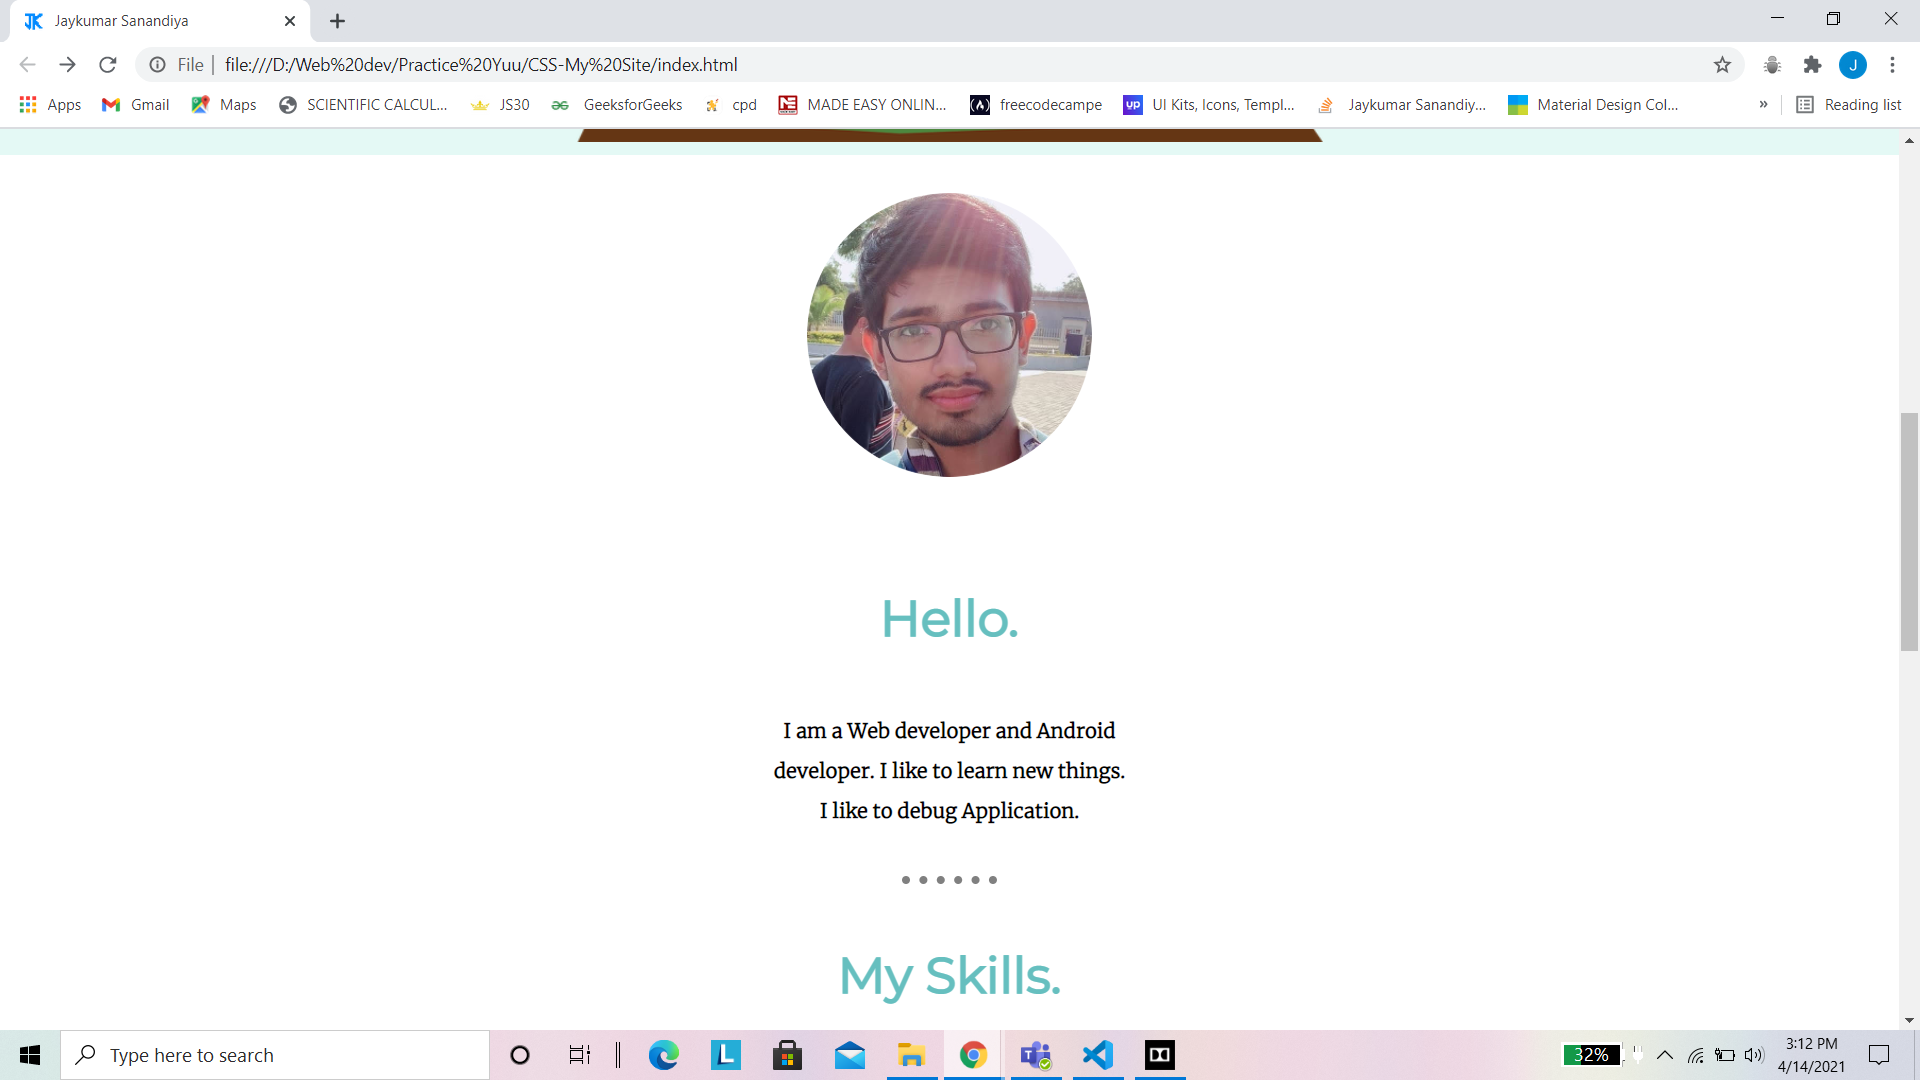 JK Jaykumar Sanandiya
File | file:///D:/Web%20dev/Practice%20Yuu/CSS-My%20Site/index.html
J
Apps Gmail Maps SCIENTIFIC CALCUL... JS30 GeeksforGeeks cpd MADE EASY ONLIN... freecodecampe UI Kits, Icons, Templ... Jaykumar Sanandiy... Material Design Col... » Reading list
Hello.
I am a Web developer and Android
developer. I like to learn new things.
I like to debug Application.
My Skills.
Type here to search
32%
3:12 PM
4/14/2021